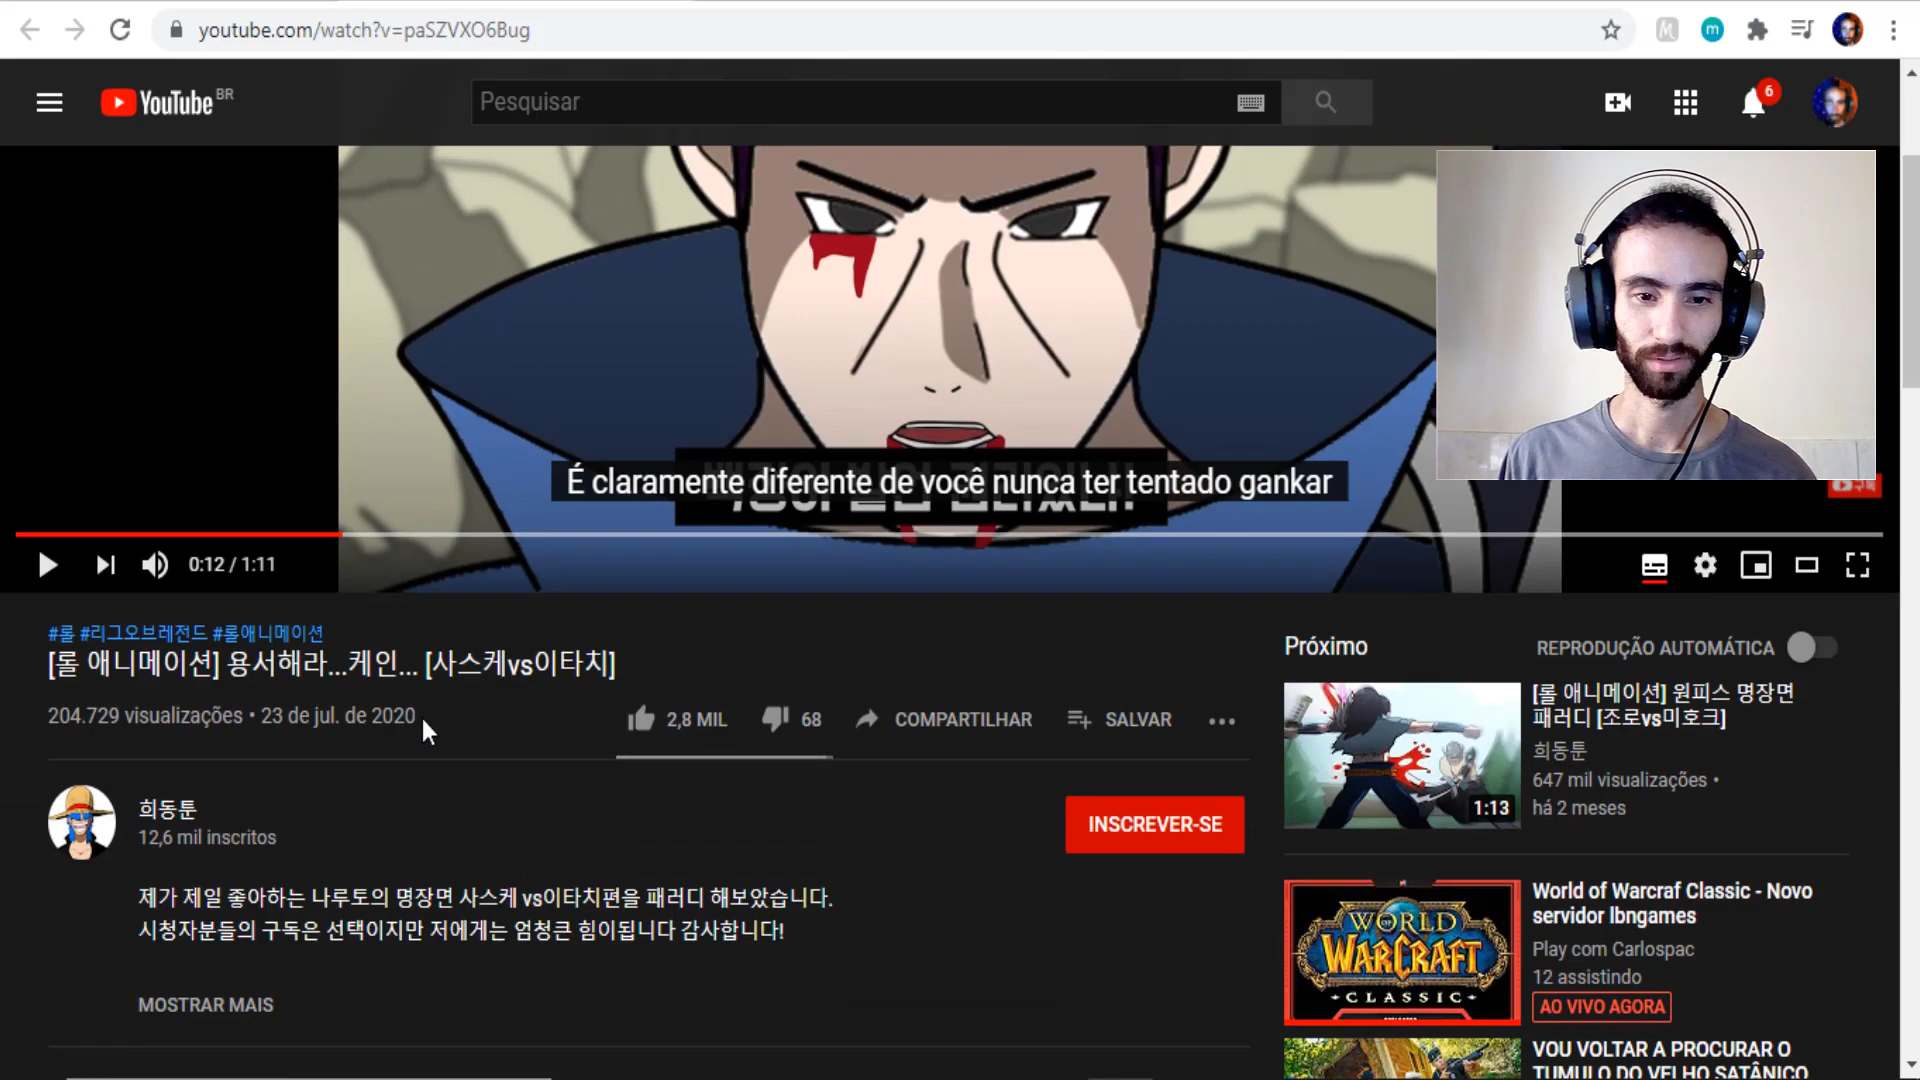 youtube.com/watch?v=paSZVXO6Bug
m
YouTube BR
Pesquisar
6
É claramente diferente de você nunca ter tentado gankar
구독
0:12 / 1:11
#롤 #리그오브레전드 #롤애니메이션
[롤 애니메이션] 용서해라...케인... [사스케vs이타치]
204.729 visualizações • 23 de jul. de 2020
2,8 MIL
68
COMPARTILHAR
SALVAR
희동툰
12,6 mil inscritos
INSCREVER-SE
제가 제일 좋아하는 나루토의 명장면 사스케 vs이타치편을 패러디 해보았습니다.
시청자분들의 구독은 선택이지만 저에게는 엄청큰 힘이됩니다 감사합니다!
MOSTRAR MAIS
Próximo
REPRODUÇÃO AUTOMÁTICA
1:13
[롤 애니메이션] 원피스 명장면
패러디 [조로vs미호크]
희동툰
647 mil visualizações •
há 2 meses
WORLD
OF
WARCRAFT
CLASSIC
World of Warcraf Classic - Novo
servidor lbngames
Play com Carlospac
12 assistindo
AO VIVO AGORA
VOU VOLTAR A PROCURAR O
TUMULO DO VELHO SATÂNICO